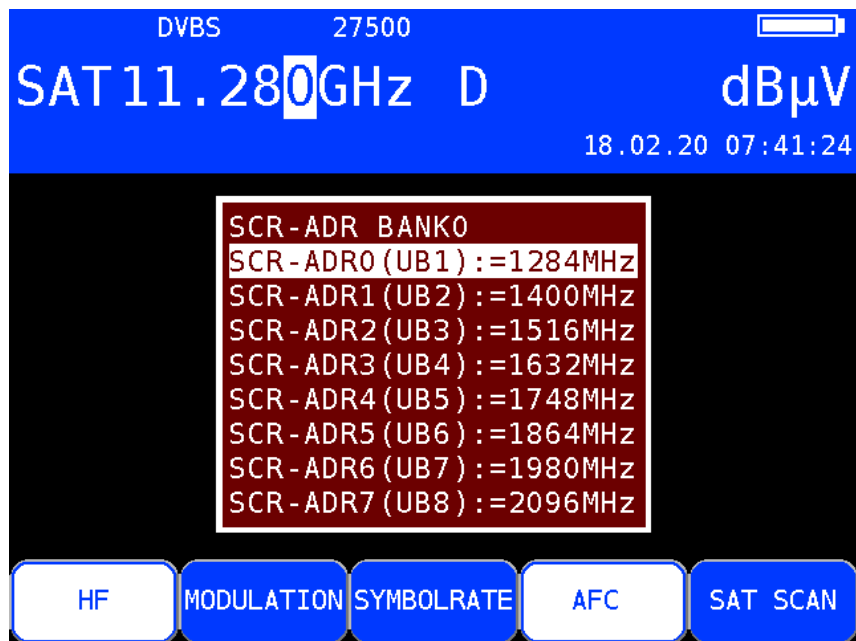 DVBS 27500
SAT 11.280GHz D dBµV
18.02.20 07:41:24
SCR-ADR BANK0
SCR-ADR0(UB1):=1284MHz
SCR-ADR1(UB2):=1400MHz
SCR-ADR2(UB3):=1516MHz
SCR-ADR3(UB4):=1632MHz
SCR-ADR4(UB5):=1748MHz
SCR-ADR5(UB6):=1864MHz
SCR-ADR6(UB7):=1980MHz
SCR-ADR7(UB8):=2096MHz
HF MODULATION SYMBOLRATE AFC SAT SCAN